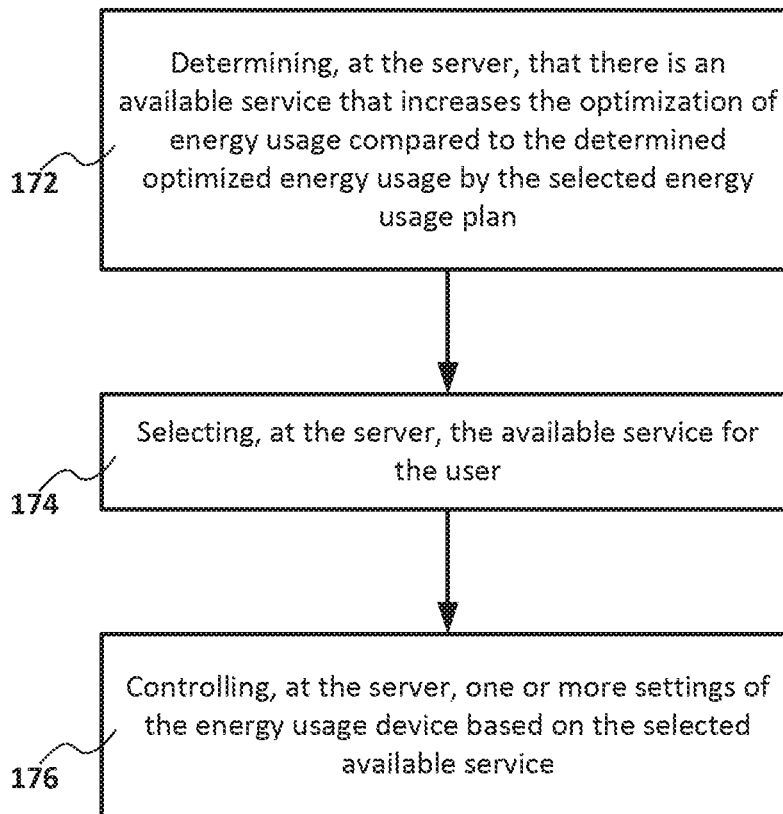 Determining, at the server, that there is an
available service that increases the optimization of
energy usage compared to the determined
optimized energy usage by the selected energy
usage plan
172
Selecting, at the server, the available service for
the user
174
Controlling, at the server, one or more settings of
the energy usage device based on the selected
available service
176